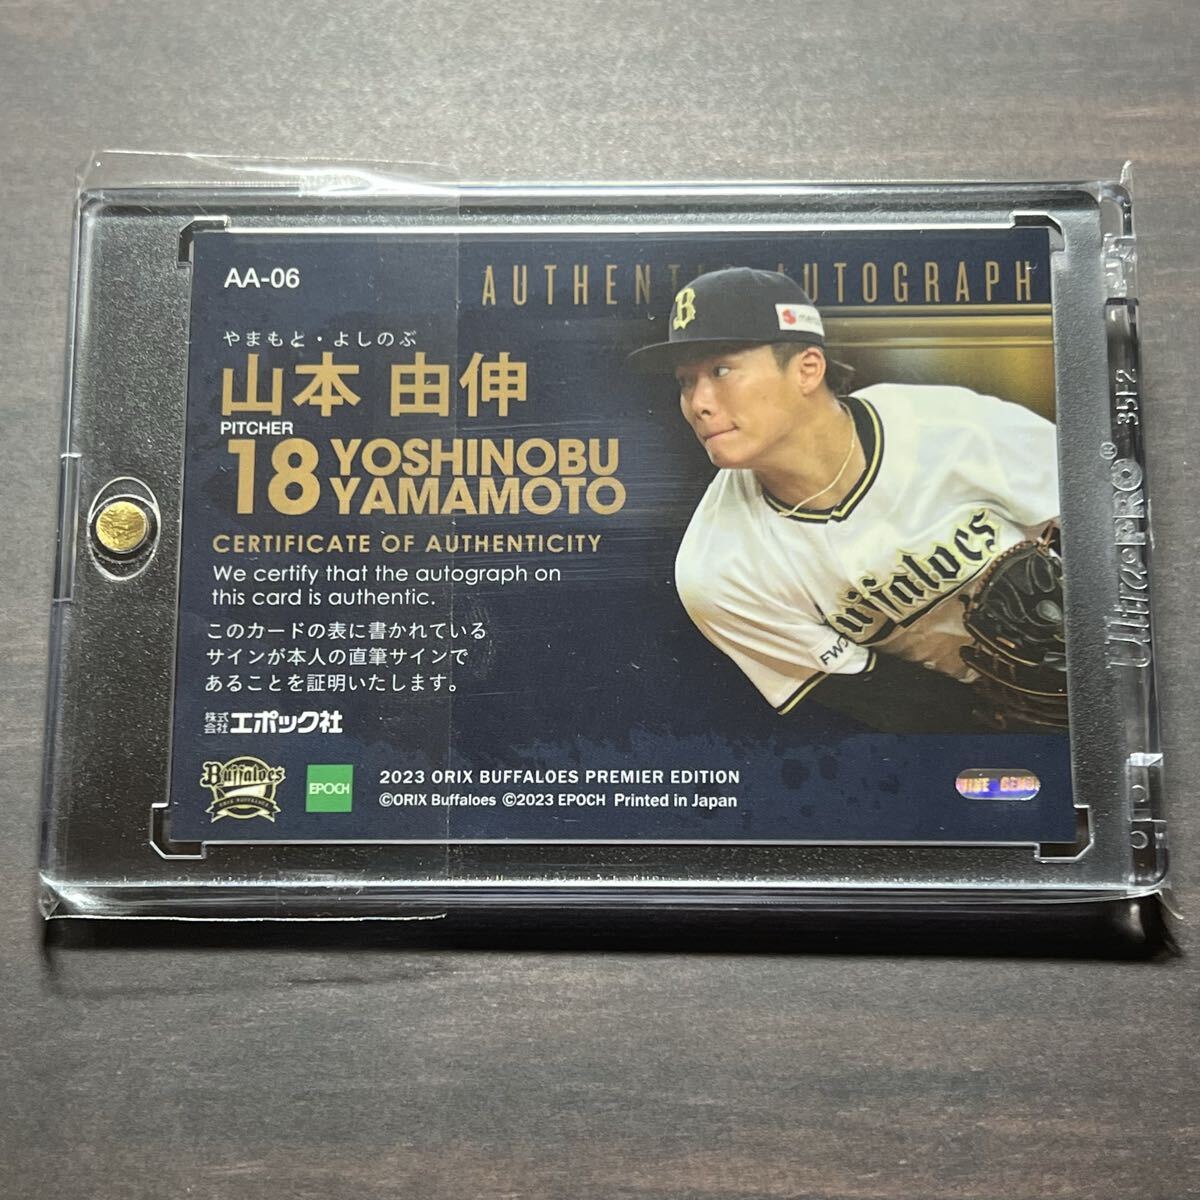 AA-06
AUTHENTIC AUTOGRAPH
やまもと・よしのぶ
山本 由伸
PITCHER
18 YOSHINOBU
YAMAMOTO
CERTIFICATE OF AUTHENTICITY
We certify that the autograph on
this card is authentic.
このカードの表に書かれている
サインが本人の直筆サインで
あることを証明いたします。
株式会社エポック社
Buffaloes
ORIX BUFFALOES
EPOCH
2023 ORIX BUFFALOES PREMIER EDITION
©ORIX Buffaloes ©2023 EPOCH Printed in Japan
B
Buffaloes
Ultra•PRO® 35F2